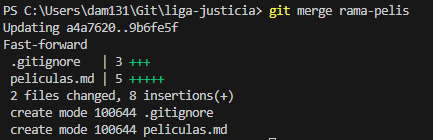 PS C:\Users\dam131\Git\liga-justicia> git merge rama-pelis
Updating a4a7620..9b6fe5f
Fast-forward
 .gitignore   | 3 +++
 peliculas.md | 5 +++++
 2 files changed, 8 insertions(+)
 create mode 100644 .gitignore
 create mode 100644 peliculas.md